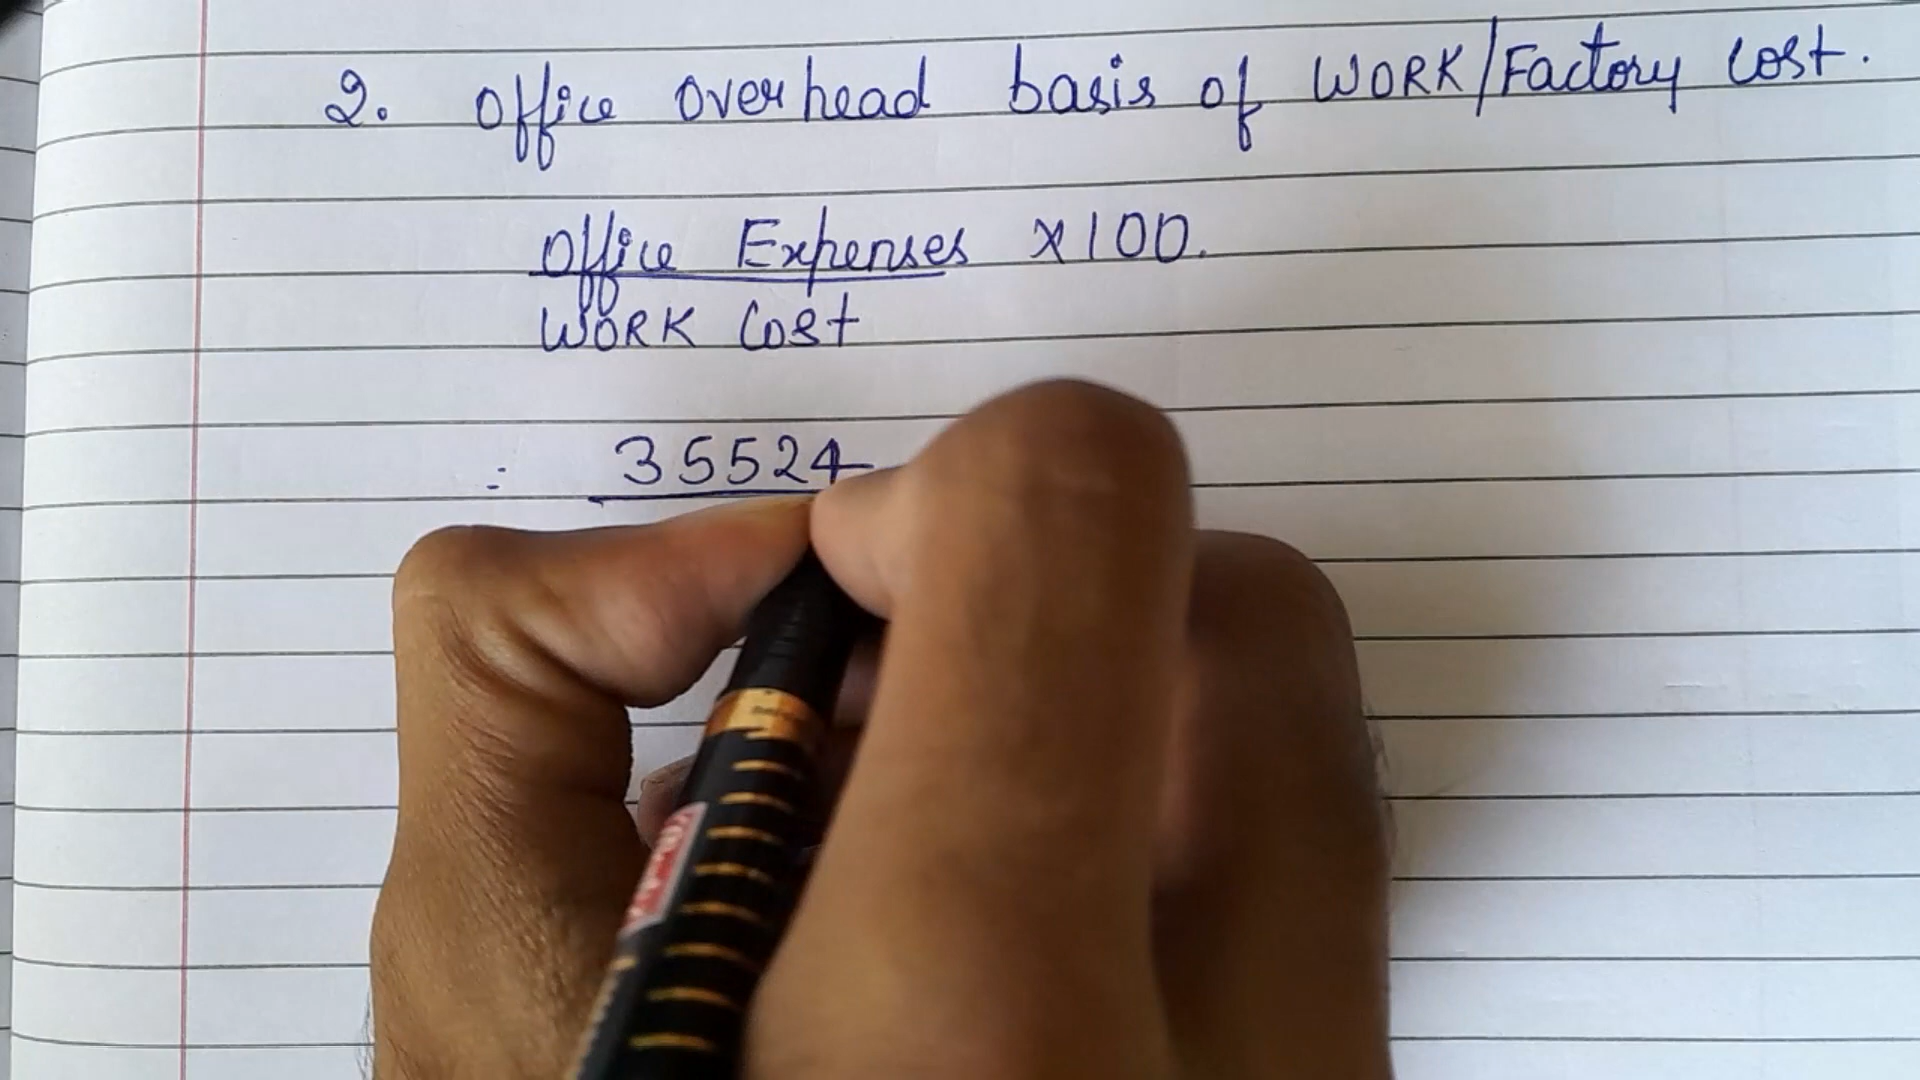 2. Office Overhead basis of WORK/Factory Cost.
Office Expenses x100.
WORK Cost
= 35524